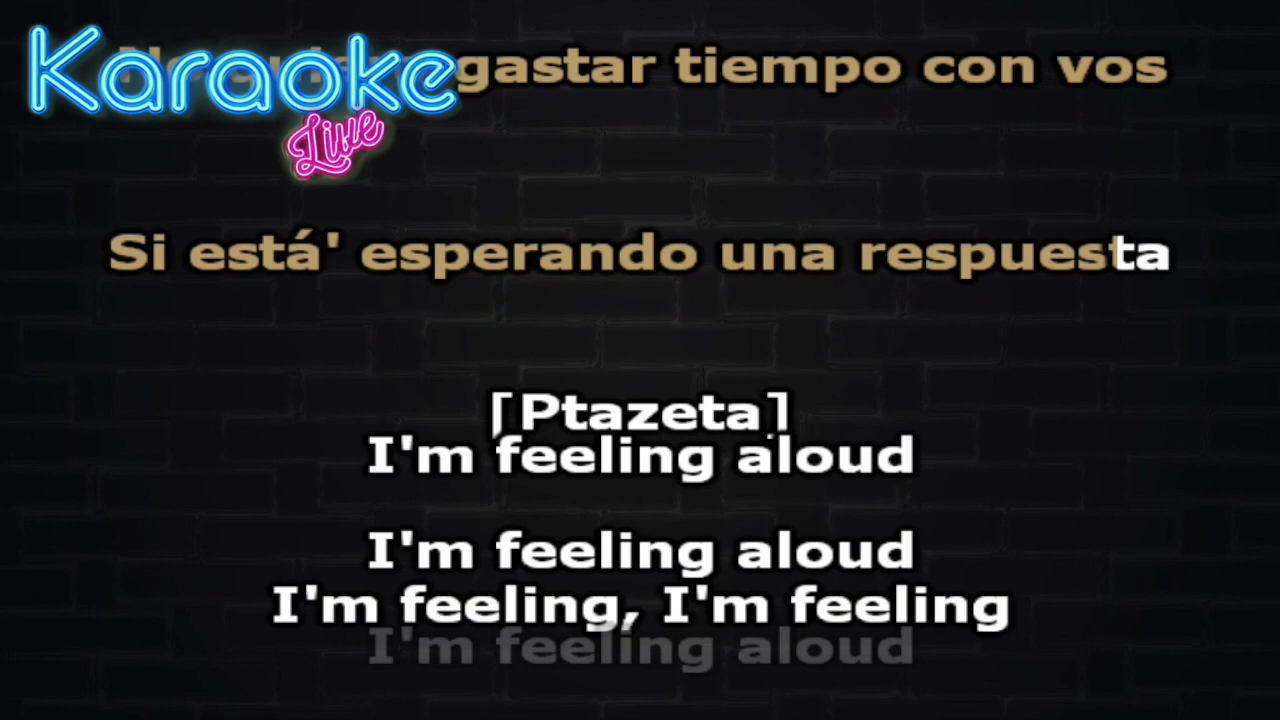 Karaoke
Live
gastar tiempo con vos
Si está' esperando una respuesta
[Ptazeta]
I'm feeling aloud
I'm feeling aloud
I'm feeling, I'm feeling
I'm feeling aloud